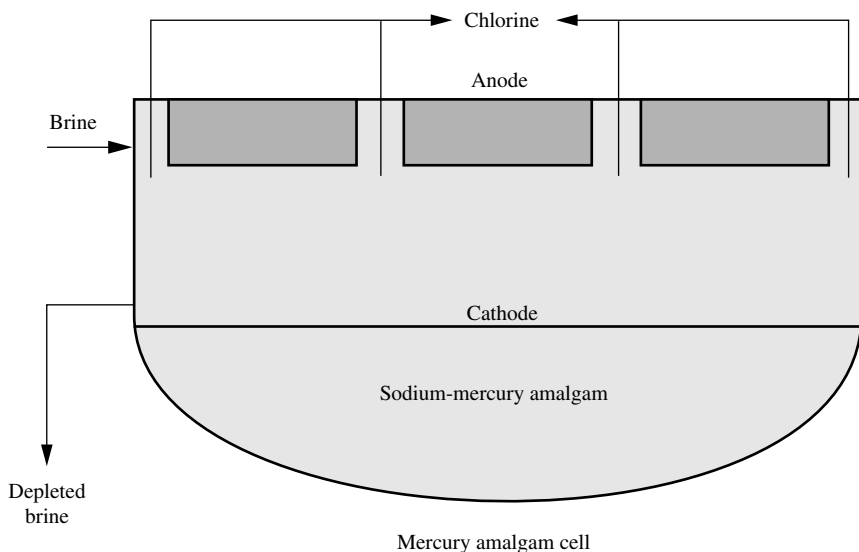 Chlorine
Anode
Brine
Cathode
Sodium-mercury amalgam
Depleted
brine
Mercury amalgam cell